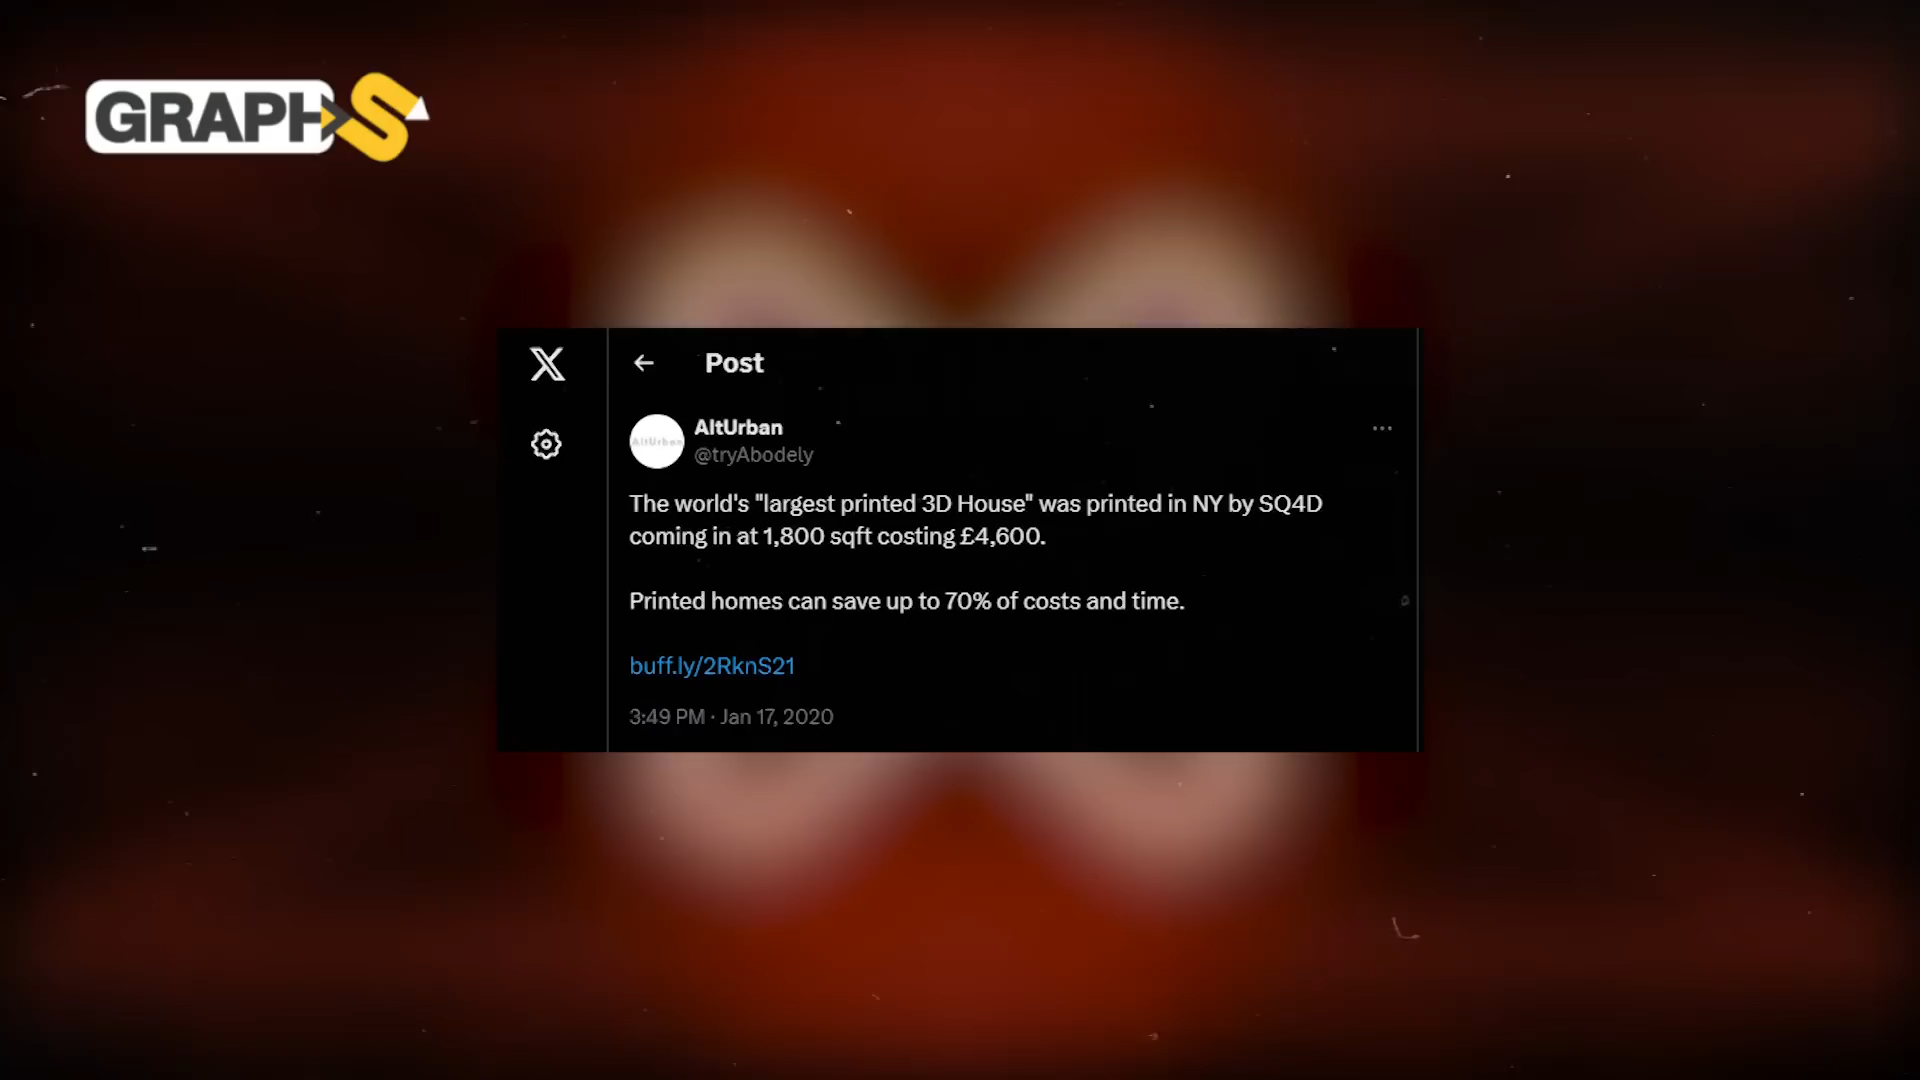 GRAPHS
Post
AltUrban
AltUrban
@tryAbodely
The world's "largest printed 3D House" was printed in NY by SQ4D
coming in at 1,800 sqft costing £4,600.
Printed homes can save up to 70% of costs and time.
buff.ly/2RknS21
3:49 PM · Jan 17, 2020